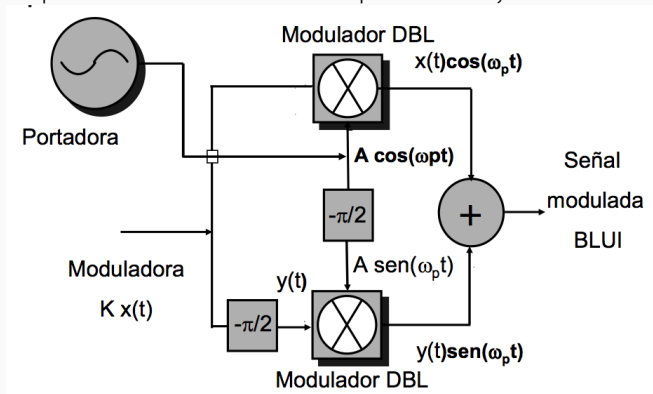 Modulador DBL
x(t)cos(ωpt)
Portadora
A cos(ωpt)
Señal
modulada
BLUI
-π/2
+
Moduladora
K x(t)
y(t)
A sen(ωpt)
-π/2
y(t)sen(ωpt)
Modulador DBL